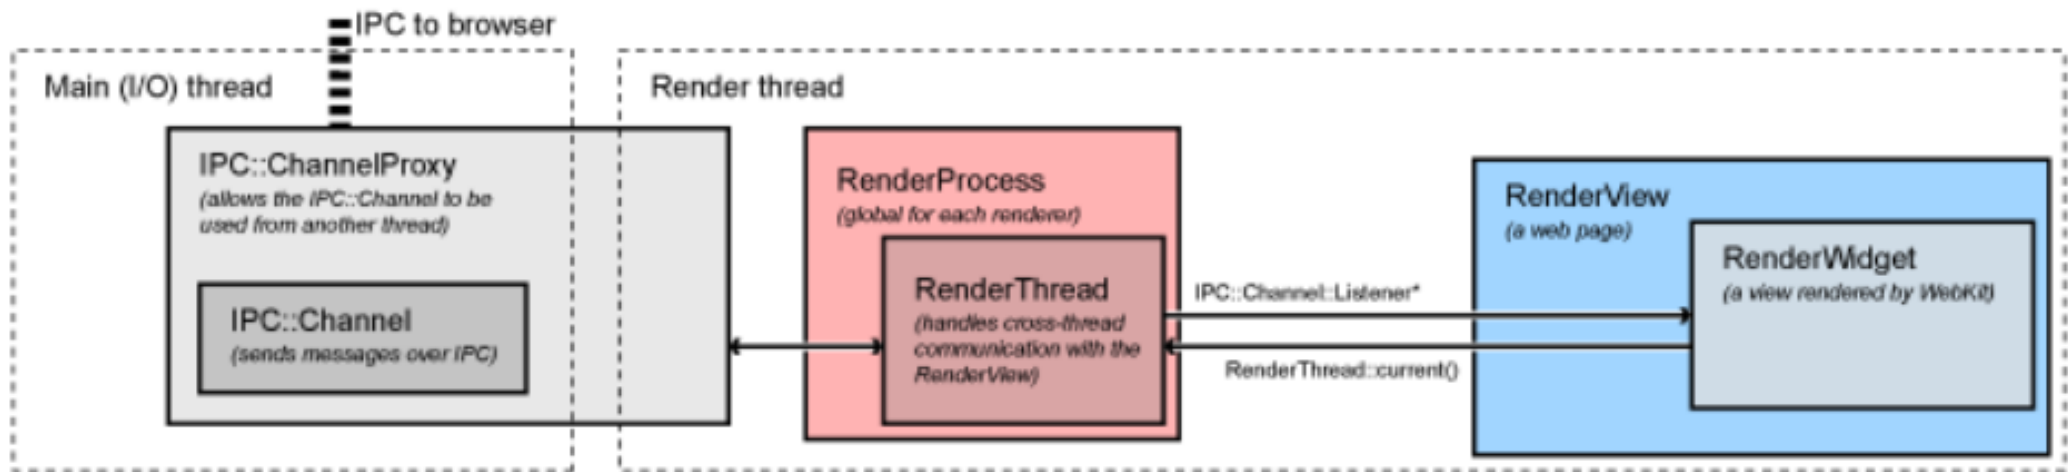 IPC to browser
Main (I/O) thread
Render thread
IPC::ChannelProxy
(allows the IPC::Channel to be
used from another thread)
IPC::Channel
(sends messages over IPC)
RenderProcess
(global for each renderer)
RenderThread
(handles cross-thread
communication with the
RenderView)
IPC::Channel::Listener*
RenderThread::current()
RenderView
(a web page)
RenderWidget
(a view rendered by WebKit)